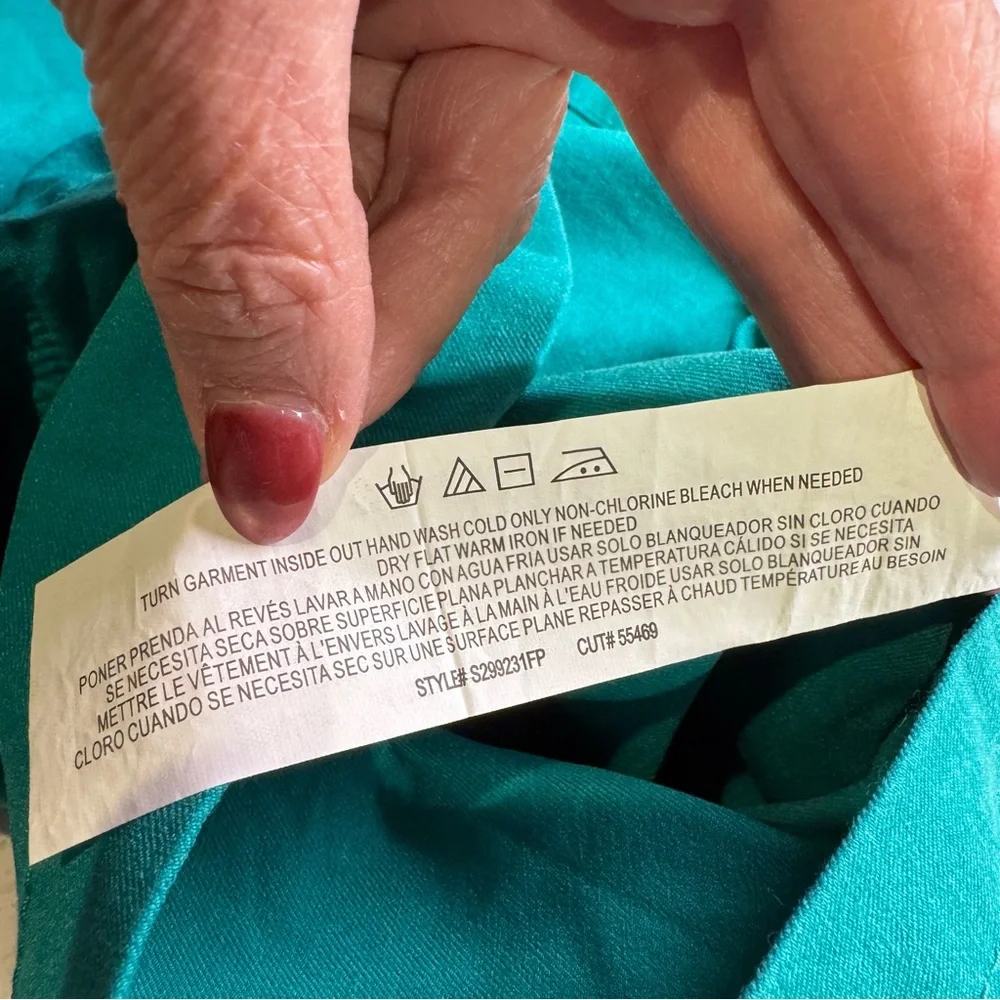 TURN GARMENT INSIDE OUT HAND WASH COLD ONLY NON-CHLORINE BLEACH WHEN NEEDED
DRY FLAT WARM IRON IF NEEDED
PONER PRENDA AL REVÉS LAVAR A MANO CON AGUA FRIA USAR SOLO BLANQUEADOR SIN CLORO CUANDO
SE NECESITA SECA SOBRE SUPERFICIE PLANA PLANCHAR A TEMPERATURA CÁLIDO SI SE NECESITA
METTRE LE VÊTEMENT À L'ENVERS LAVAGE À LA MAIN À L'EAU FROIDE USAR SOLO BLANQUEADOR SIN
CLORO CUANDO SE NECESITA SEC SUR UNE SURFACE PLANE REPASSER À CHAUD TEMPÉRATURE AU BESOIN
STYLE# S299231FP CUT# 55469